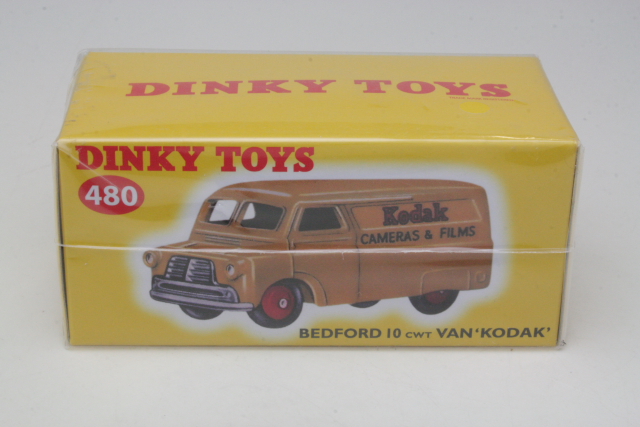 DINKY TOYS
DINKY TOYS
480
Kodak
CAMERAS & FILMS
BEDFORD 10 CWT VAN 'KODAK'